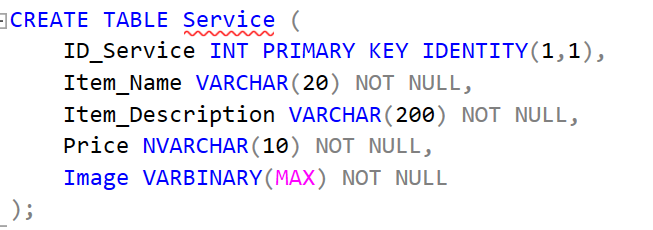 CREATE TABLE Service (
ID_Service INT PRIMARY KEY IDENTITY(1,1),
Item_Name VARCHAR(20) NOT NULL,
Item_Description VARCHAR(200) NOT NULL,
Price NVARCHAR(10) NOT NULL,
Image VARBINARY(MAX) NOT NULL
);